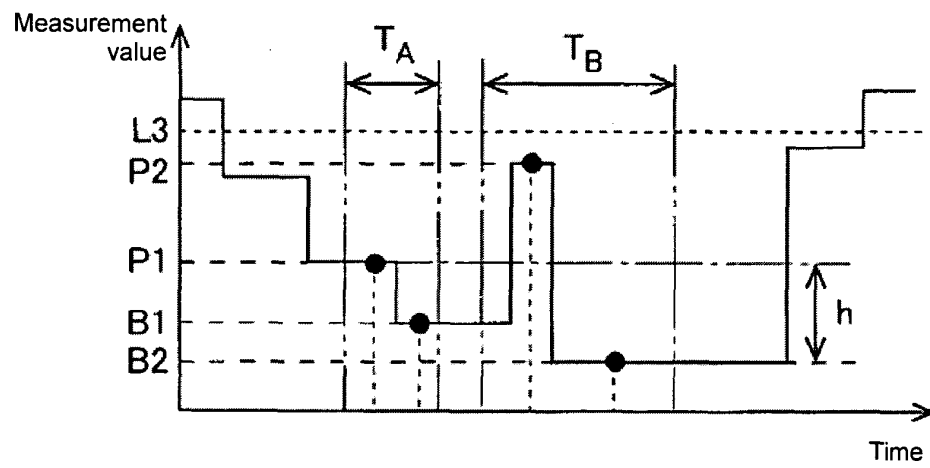 Measurement
value
T_A
T_B
L3
P2
P1
B1
B2
h
Time